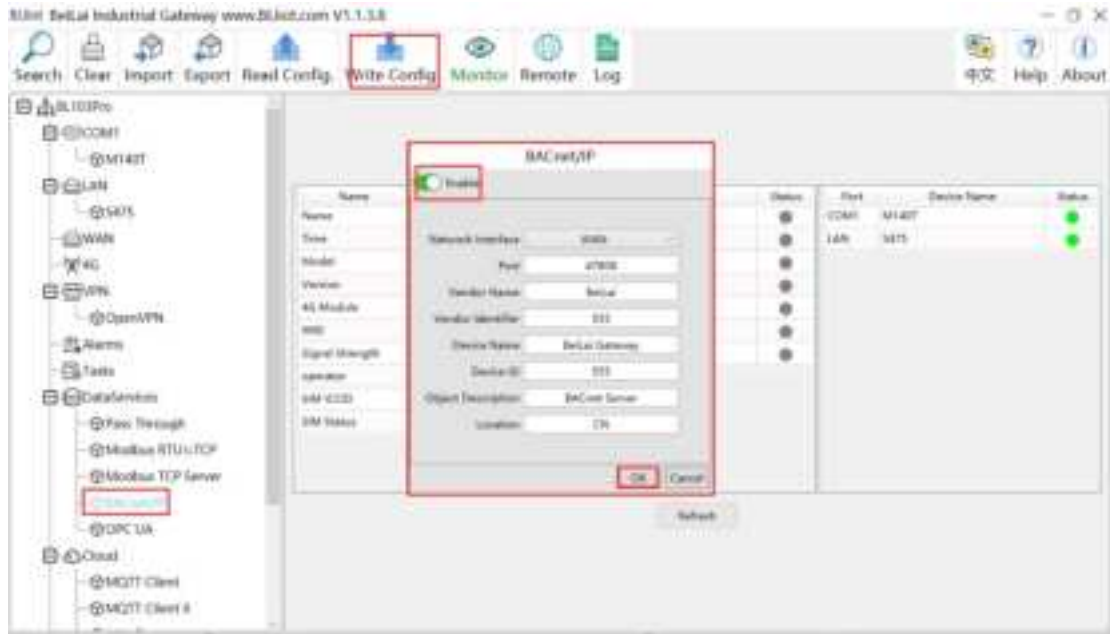 BeiLai Industrial Gateway www.BLIiot.com V1.1.3.8
Search Clear Import Export Read Config. Write Config Monitor Remote Log 中文 Help About
BL103Pro
COM1
M140T
LAN
S475
WAN
4G
VPN
OpenVPN
Alarms
Tasks
DataServices
Pass Through
Modbus RTU
Modbus TCP Server
OPC UA
Cloud
MQTT Client
MQTT Client II
Name
Name
Time
Model
Version
4G Module
Signal Strength
operator
SIM Status
BACnet/IP
Enable
Network Interface
Port 47808
Vendor Name BeiLai
Vendor Identifier
Device Name BeiLai Gateway
Device ID
Object Description BACnet Server
Location CN
OK Cancel
Status
Port Device Name Status
COM1 M140T
LAN S475
Refresh